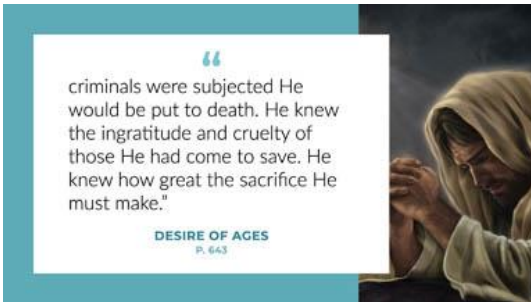 “
criminals were subjected He
would be put to death. He knew
the ingratitude and cruelty of
those He had come to save. He
knew how great the sacrifice He
must make.”
DESIRE OF AGES
P. 643